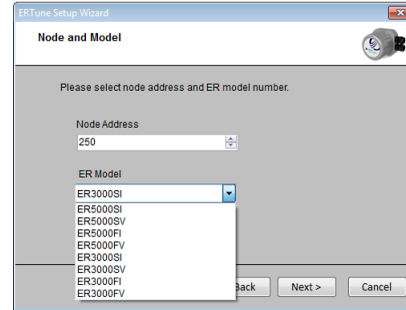 ERTune Setup Wizard
Node and Model
Please select node address and ER model number.
Node Address
250
ER Model
ER3000SI
ER5000SI
ER5000SV
ER5000FI
ER5000FV
ER3000SI
ER3000SV
ER3000FI
ER3000FV
Back
Next >
Cancel